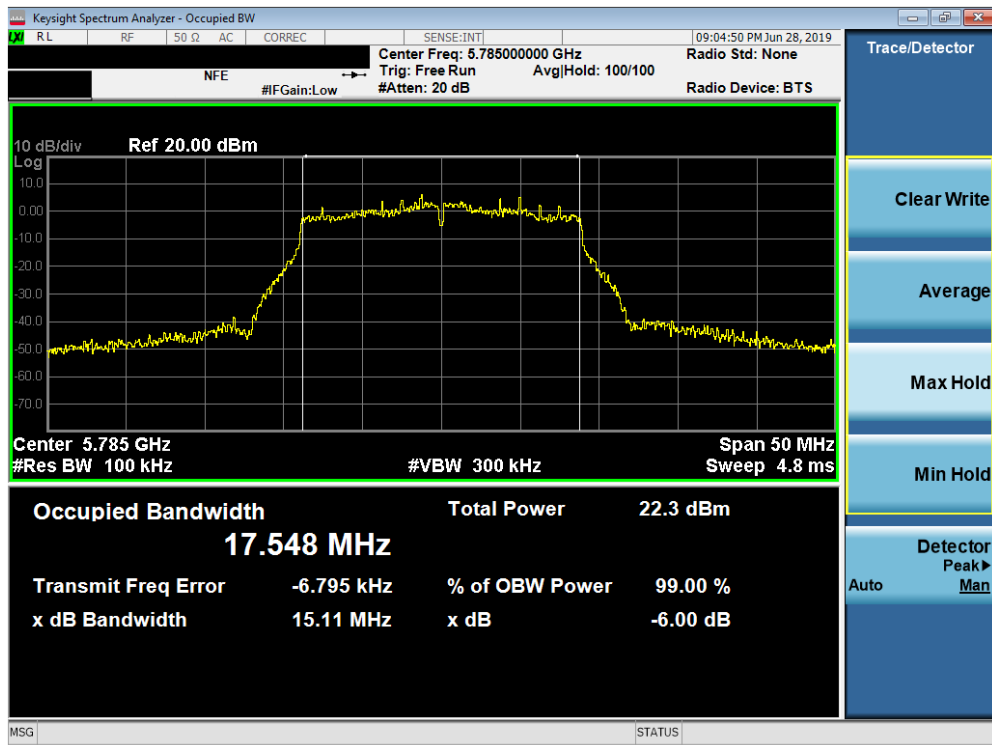 Keysight Spectrum Analyzer - Occupied BW
LXI RL RF 50 Ω AC CORREC SENSE:INT 09:04:50 PM Jun 28, 2019
Center Freq: 5.785000000 GHz Radio Std: None
NFE Trig: Free Run Avg|Hold: 100/100
#IFGain:Low #Atten: 20 dB Radio Device: BTS
10 dB/div Ref 20.00 dBm
Log
10.0
0.00
-10.0
-20.0
-30.0
-40.0
-50.0
-60.0
-70.0
Center 5.785 GHz Span 50 MHz
#Res BW 100 kHz #VBW 300 kHz Sweep 4.8 ms
Occupied Bandwidth Total Power 22.3 dBm
17.548 MHz
Transmit Freq Error -6.795 kHz % of OBW Power 99.00 %
x dB Bandwidth 15.11 MHz x dB -6.00 dB
Trace/Detector
Clear Write
Average
Max Hold
Min Hold
Detector
Peak▶
Auto Man
MSG STATUS